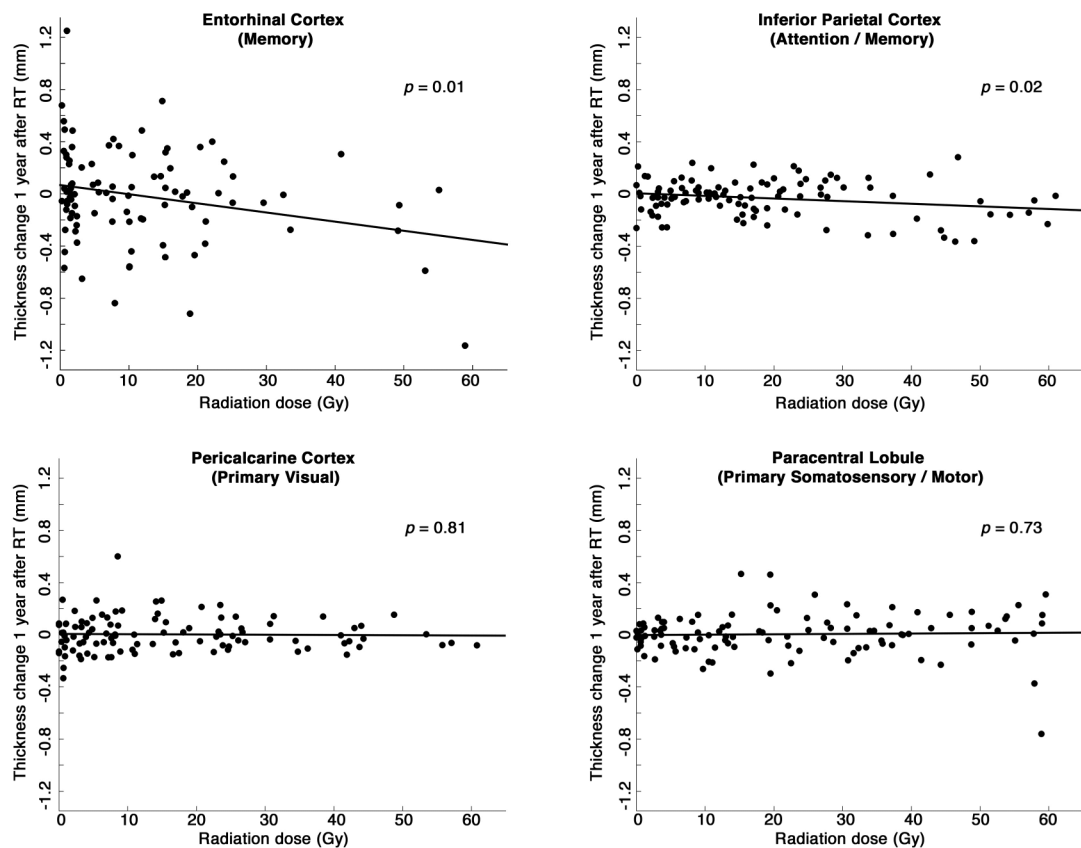 Entorhinal Cortex
(Memory)
p = 0.01
Thickness change 1 year after RT (mm)
1.2
0.8
0.4
0
-0.4
-0.8
-1.2
0 10 20 30 40 50 60
Radiation dose (Gy)
Inferior Parietal Cortex
(Attention / Memory)
p = 0.02
Thickness change 1 year after RT (mm)
1.2
0.8
0.4
0
-0.4
-0.8
-1.2
0 10 20 30 40 50 60
Radiation dose (Gy)
Pericalcarine Cortex
(Primary Visual)
p = 0.81
Thickness change 1 year after RT (mm)
1.2
0.8
0.4
0
-0.4
-0.8
-1.2
0 10 20 30 40 50 60
Radiation dose (Gy)
Paracentral Lobule
(Primary Somatosensory / Motor)
p = 0.73
Thickness change 1 year after RT (mm)
1.2
0.8
0.4
0
-0.4
-0.8
-1.2
0 10 20 30 40 50 60
Radiation dose (Gy)